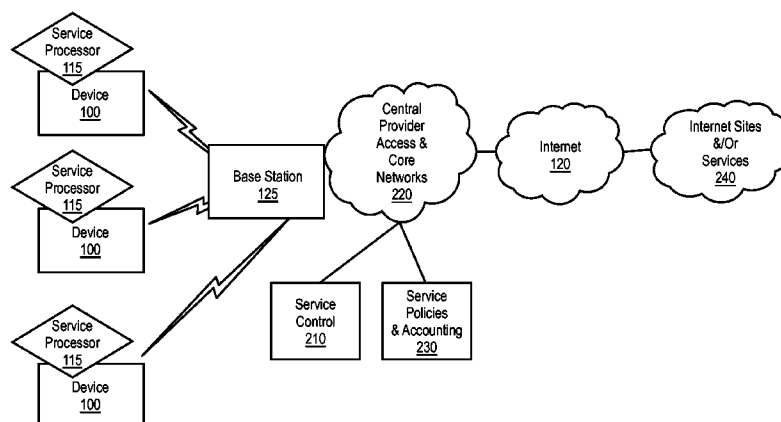 Service
Processor
115
Device
100
Service
Processor
115
Device
100
Service
Processor
115
Device
100
Base Station
125
Central
Provider
Access &
Core
Networks
220
Internet
120
Internet Sites
&/Or
Services
240
Service
Control
210
Service
Policies
& Accounting
230